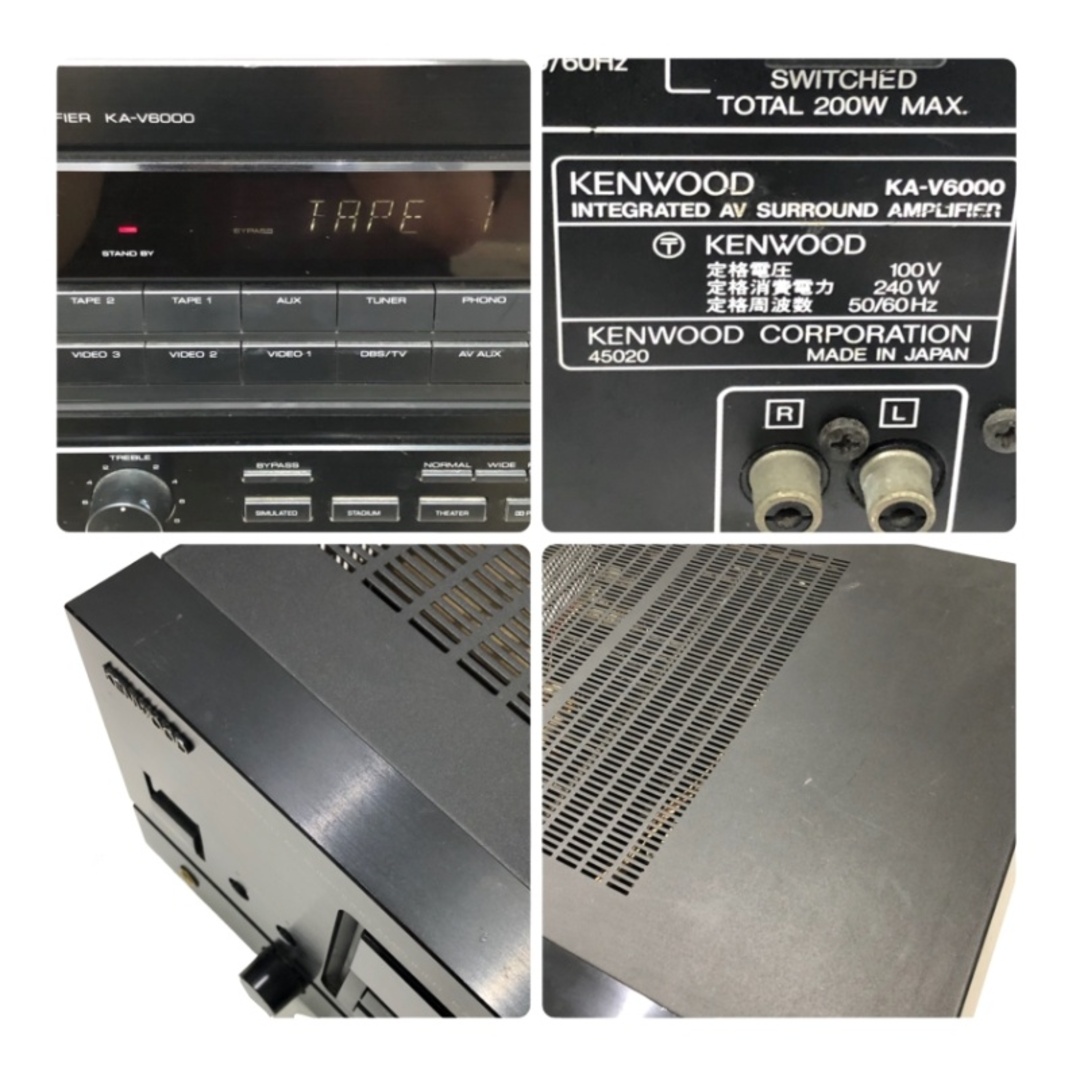 FIER KA-V6000
BYPASS TAPE 1
STAND BY
TAPE 2 TAPE 1 AUX TUNER PHONO
VIDEO 3 VIDEO 2 VIDEO 1 DBS/TV AV AUX
TREBLE
BYPASS NORMAL WIDE
SIMULATED STADIUM THEATER
/60Hz
SWITCHED
TOTAL 200W MAX.
KENWOOD KA-V6000
INTEGRATED AV SURROUND AMPLIFIER
〒 KENWOOD
定格電圧 100V
定格消費電力 240W
定格周波数 50/60Hz
KENWOOD CORPORATION
45020 MADE IN JAPAN
R L
KENWOOD